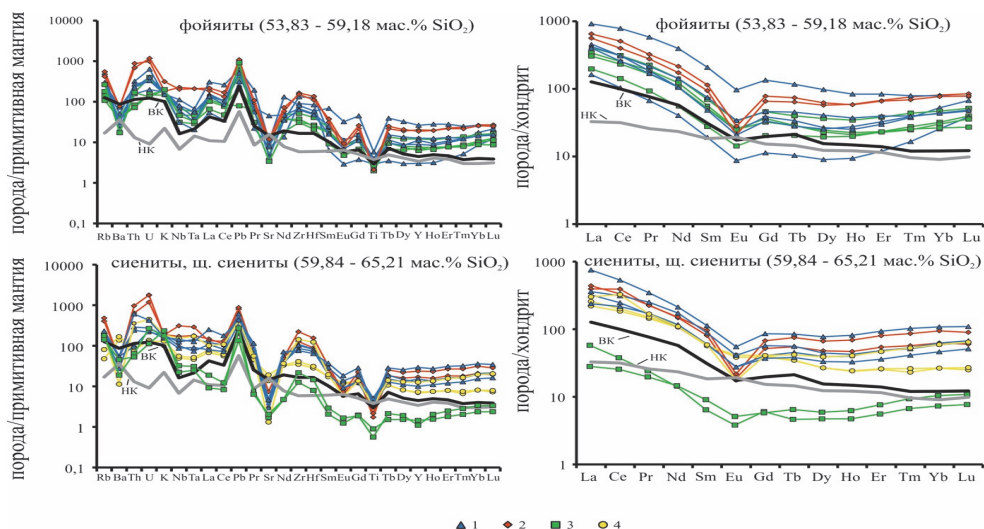 фойяиты (53,83 - 59,18 мас.% SiO₂)
порода/примитивная мантия
10000
1000
100
10
1
0,1
ВК
НК
Rb Ba Th U K Nb Ta La Ce Pb Pr Sr Nd Zr Hf Sm Eu Gd Ti Tb Dy Y Ho Er Tm Yb Lu
фойяиты (53,83 - 59,18 мас.% SiO₂)
порода/хондрит
1000
100
10
1
ВК
НК
La Ce Pr Nd Sm Eu Gd Tb Dy Ho Er Tm Yb Lu
сиениты, щ. сиениты (59,84 - 65,21 мас.% SiO₂)
порода/примитивная мантия
10000
1000
100
10
1
0,1
ВК
НК
Rb Ba Th U K Nb Ta La Ce Pb Pr Sr Nd Zr Hf Sm Eu Gd Ti Tb Dy Y Ho Er Tm Yb Lu
сиениты, щ. сиениты (59,84 - 65,21 мас.% SiO₂)
порода/хондрит
1000
100
10
1
ВК
НК
La Ce Pr Nd Sm Eu Gd Tb Dy Ho Er Tm Yb Lu
1 2 3 4